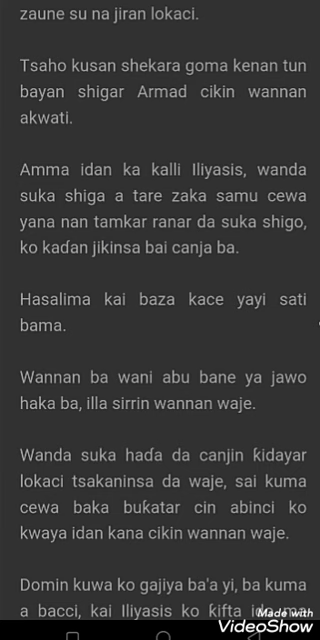 zaune su na jiran lokaci.
Tsaho kusan shekara goma kenan tun
bayan shigar Armad cikin wannan
akwati.
Amma idan ka kalli Iliyasis, wanda
suka shiga a tare zaka samu cewa
yana nan tamkar ranar da suka shigo,
ko kaɗan jikinsa bai canja ba.
Hasalima kai baza kace yayi sati
bama.
Wannan ba wani abu bane ya jawo
haka ba, illa sirrin wannan waje.
Wanda suka haɗa da canjin ƙidayar
lokaci tsakaninsa da waje, sai kuma
cewa baka buƙatar cin abinci ko
kwaya idan kana cikin wannan waje.
Domin kuwa ko gajiya ba'a yi, ba kuma
a bacci, kai Iliyasis ko ƙifta
Made with
VideoShow